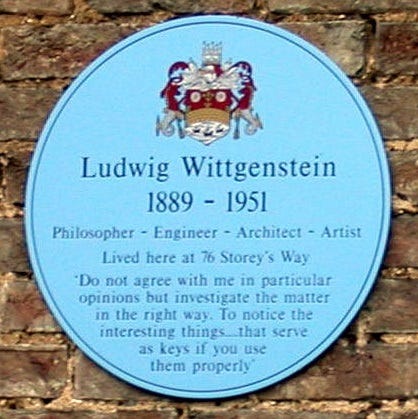 Ludwig Wittgenstein
1889 - 1951
Philosopher - Engineer - Architect - Artist
Lived here at 76 Storey's Way
'Do not agree with me in particular
opinions but investigate the matter
in the right way. To notice the
interesting things....that serve
as keys if you use
them properly'